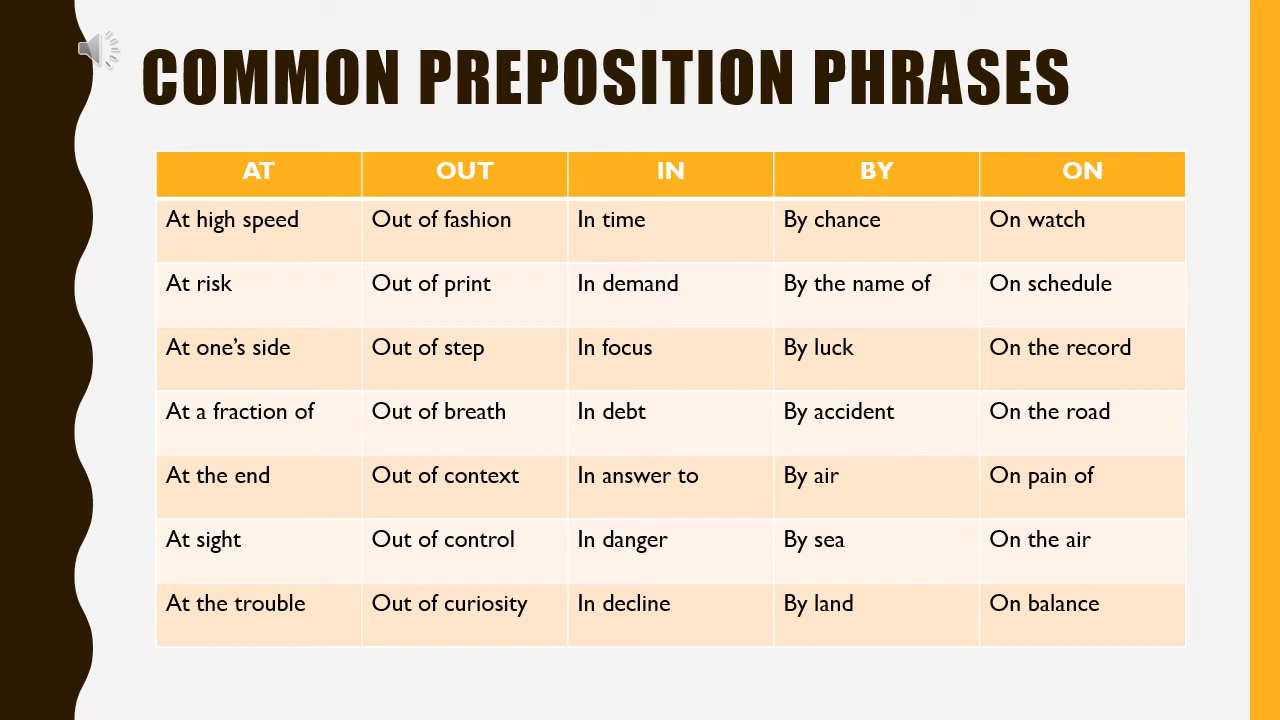 COMMON PREPOSITION PHRASES
AT OUT IN BY ON
At high speed Out of fashion In time By chance On watch
At risk Out of print In demand By the name of On schedule
At one’s side Out of step In focus By luck On the record
At a fraction of Out of breath In debt By accident On the road
At the end Out of context In answer to By air On pain of
At sight Out of control In danger By sea On the air
At the trouble Out of curiosity In decline By land On balance